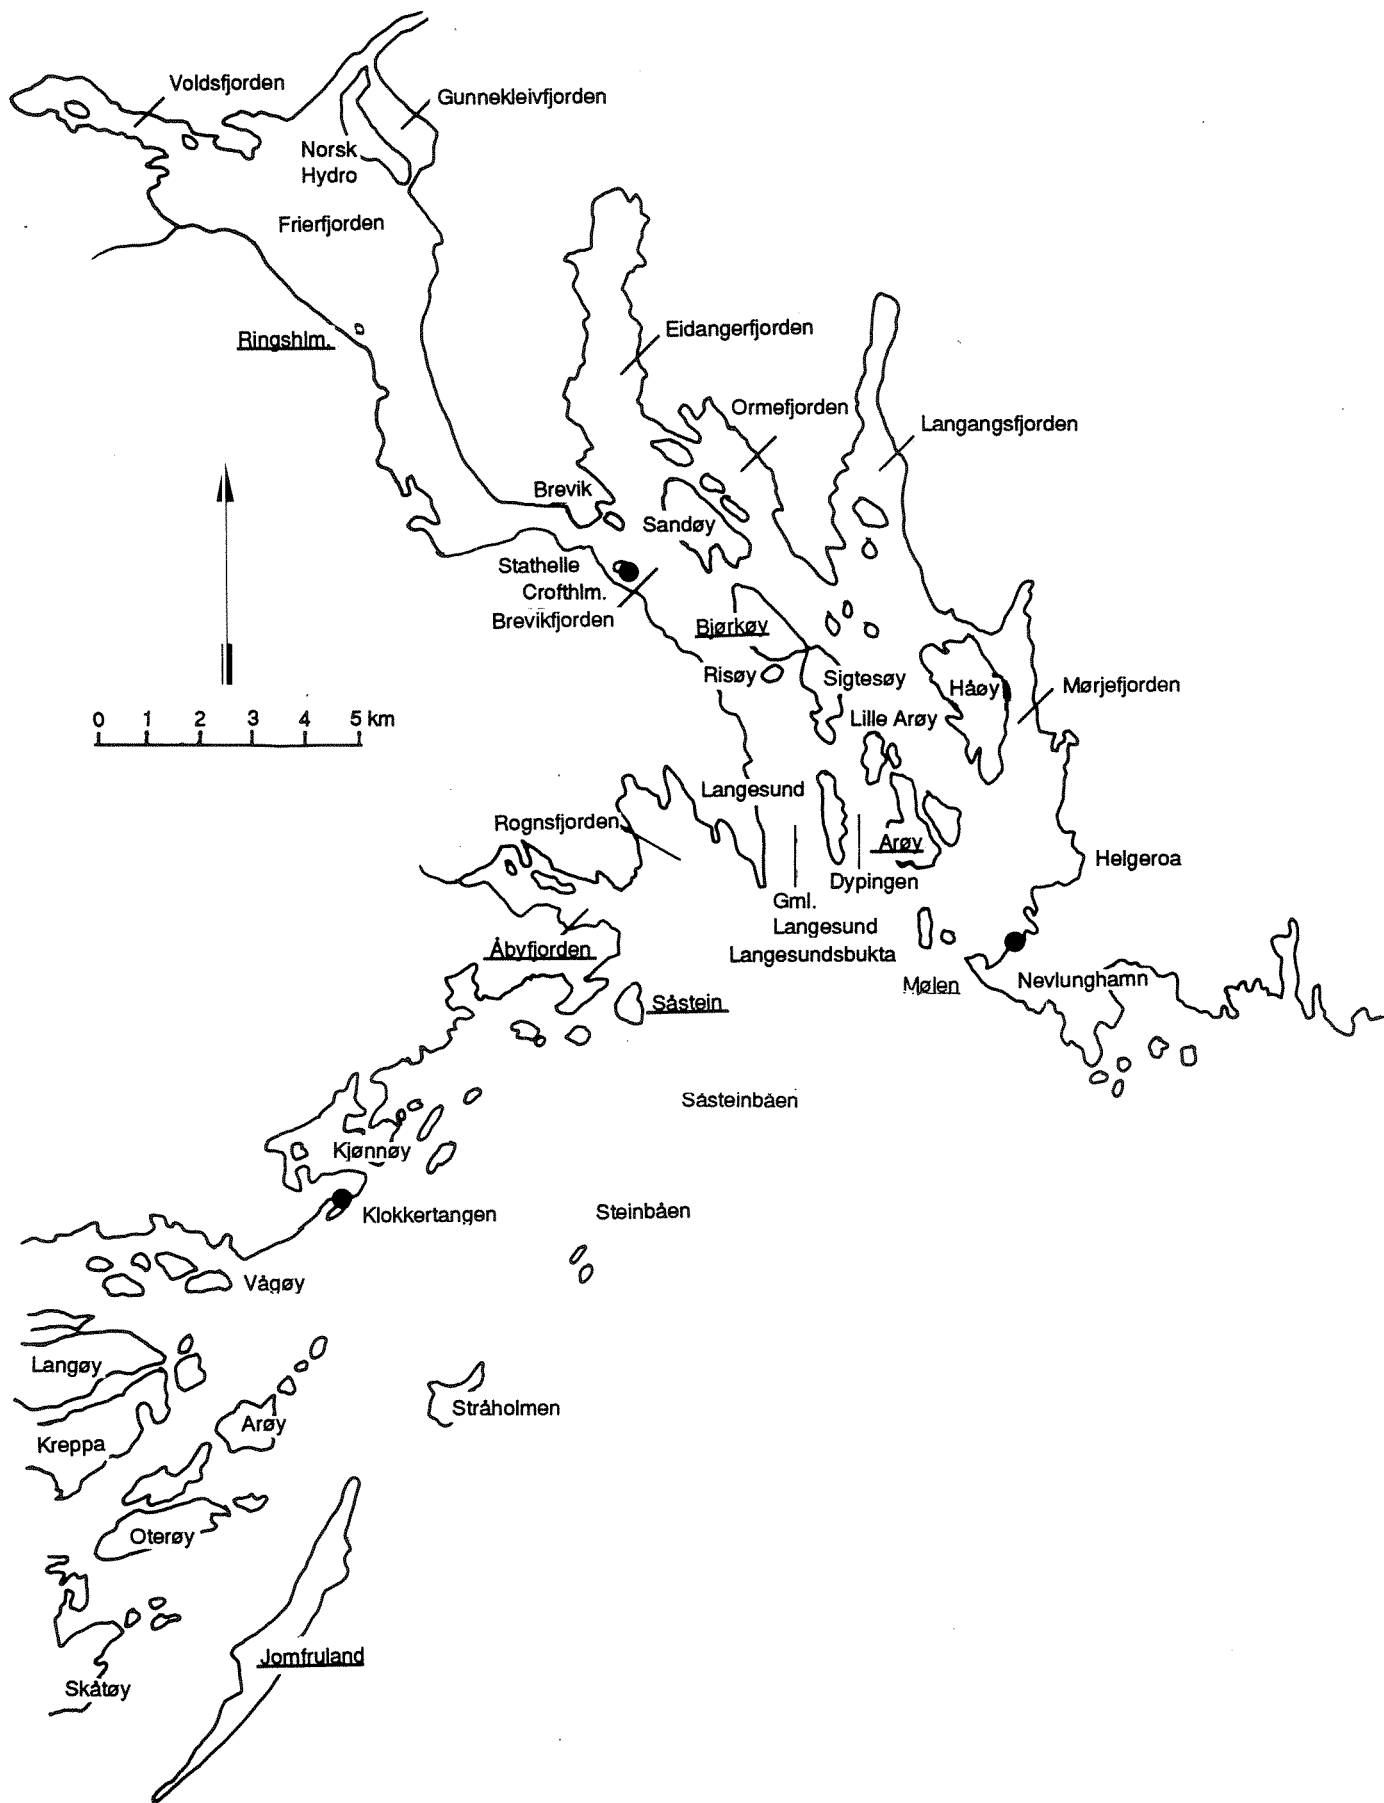 Voldsfjorden
Gunnekleivfjorden
Norsk
Hydro
Frierfjorden
Ringshlm.
Eidangerfjorden
Ormefjorden
Langangsfjorden
Brevik
Sandøy
Stathelle
Crofthlm.
Brevikfjorden
Bjørkøy
Risøy
Sigtesøy
Håøy
Mørjefjorden
Lille Arøy
0 1 2 3 4 5 km
Langesund
Rognsfjorden
Arøy
Helgeroa
Dypingen
Gml.
Langesund
Langesundsbukta
Åbyfjorden
Mølen
Nevlunghamn
Såstein
Såsteinbåen
Kjønnøy
Klokkertangen
Steinbåen
Vågøy
Langøy
Stråholmen
Arøy
Kreppa
Oterøy
Jomfruland
Skåtøy